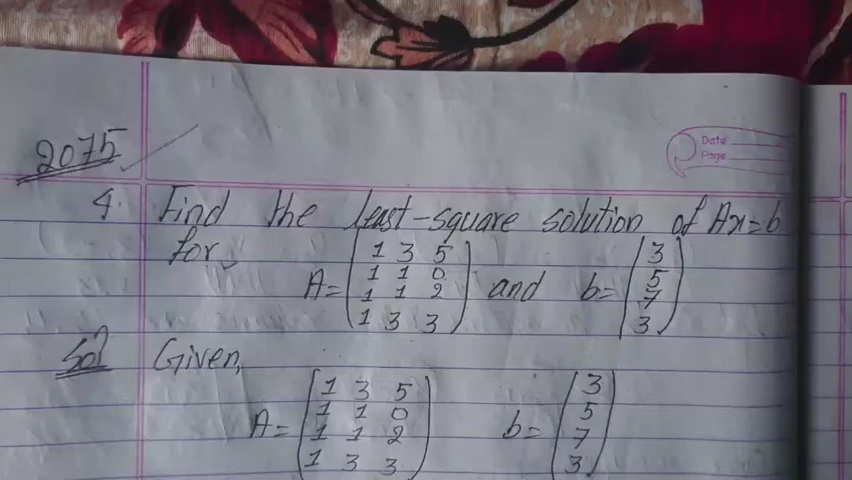 Date
Page
2075
4. Find the least-square solution of Ax=b
for
A = (1 3 5
1 1 0
1 1 2
1 3 3) and b = (3
5
7
3)
Sol Given,
A = (1 3 5
1 1 0
1 1 2
1 3 3) b = (3
5
7
3)